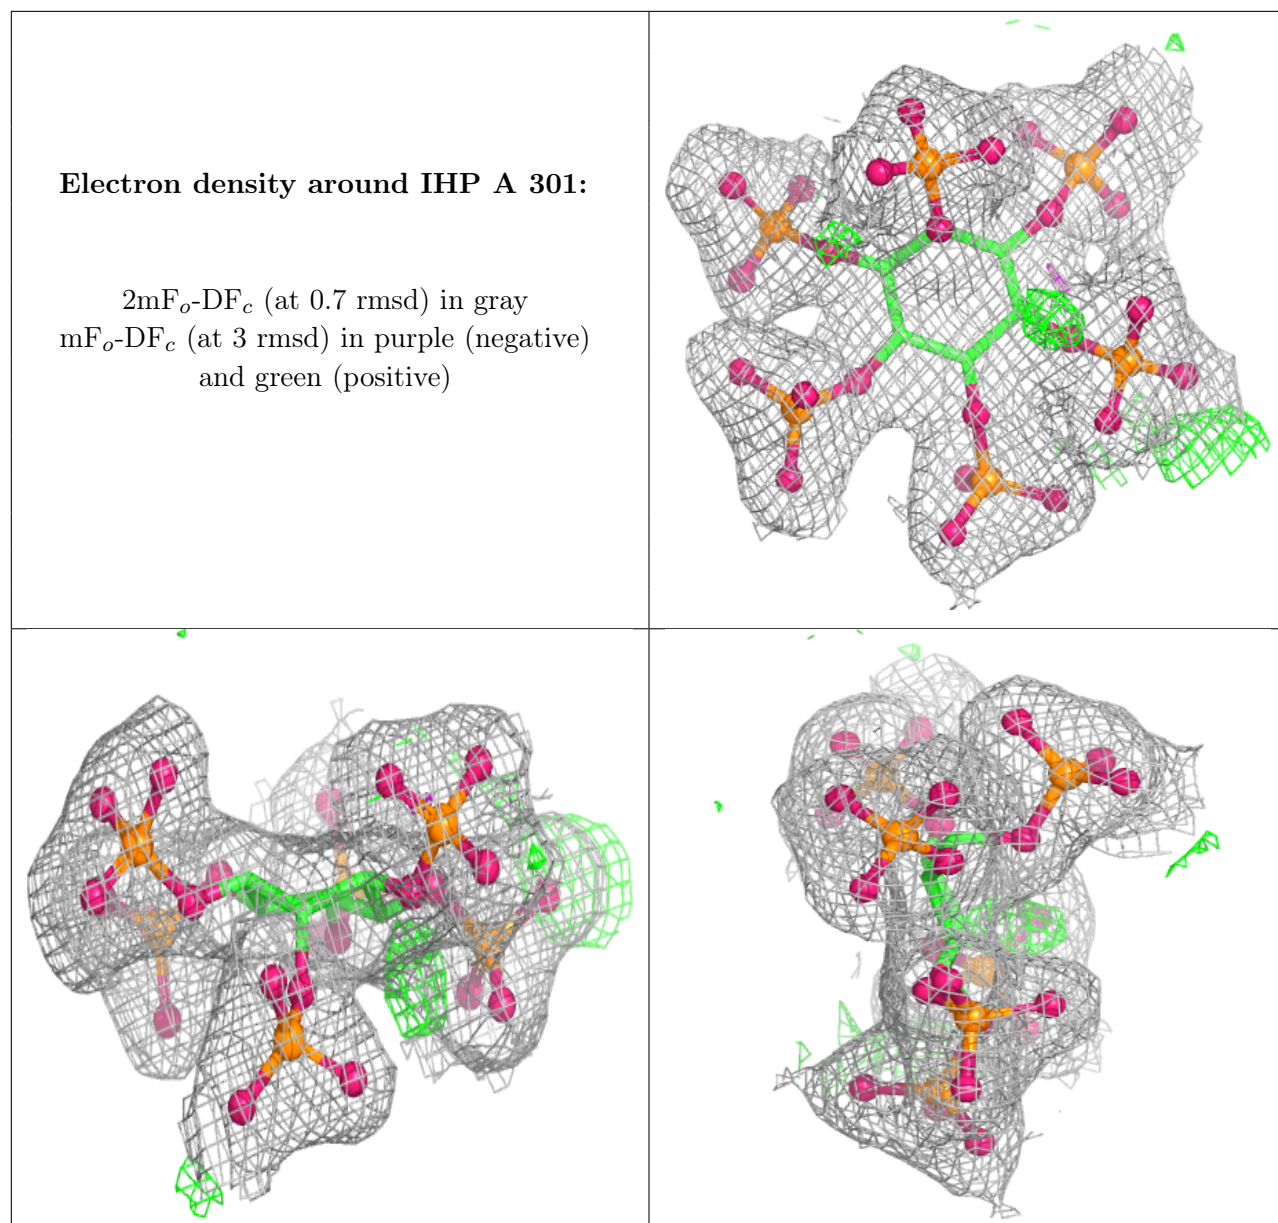 Electron density around IHP A 301:
2mFo-DFc (at 0.7 rmsd) in gray
mFo-DFc (at 3 rmsd) in purple (negative)
and green (positive)